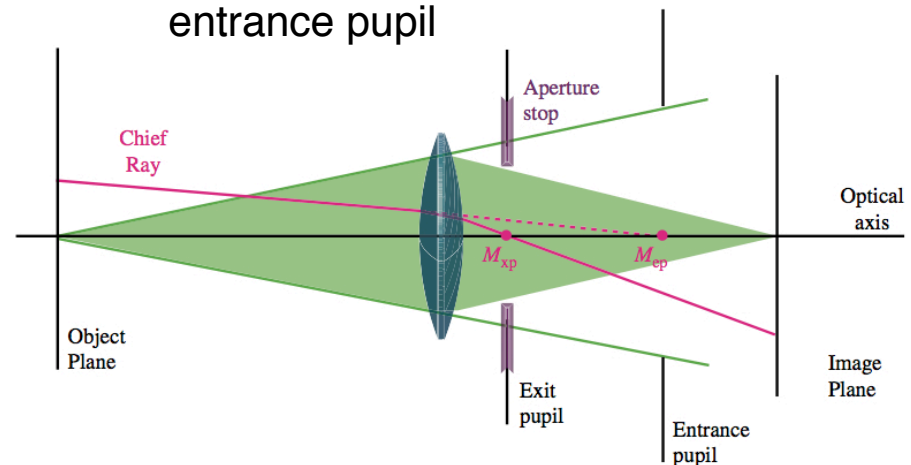 entrance pupil
Aperture
stop
Chief
Ray
Optical
axis
M_xp
M_ep
Object
Plane
Exit
pupil
Image
Plane
Entrance
pupil